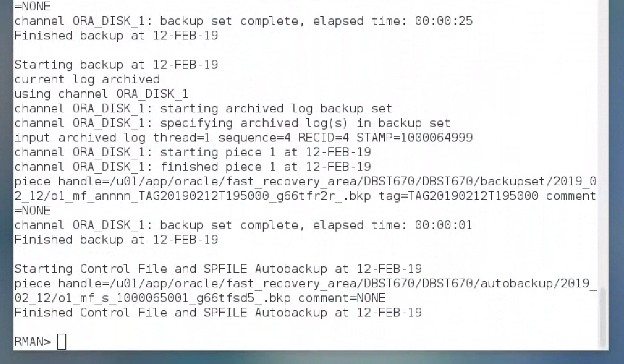 =NONE
channel ORA_DISK_1: backup set complete, elapsed time: 00:00:25
Finished backup at 12-FEB-19
Starting backup at 12-FEB-19
current log archived
using channel ORA_DISK_1
channel ORA_DISK_1: starting archived log backup set
channel ORA_DISK_1: specifying archived log(s) in backup set
input archived log thread=1 sequence=4 RECID=4 STAMP=1000064999
channel ORA_DISK_1: starting piece 1 at 12-FEB-19
channel ORA_DISK_1: finished piece 1 at 12-FEB-19
piece handle=/u01/app/oracle/fast_recovery_area/DBST670/DBST670/backupset/2019_0
2_12/o1_mf_annnn_TAG20190212T195000_g66tfr2r_.bkp tag=TAG20190212T195000 comment
=NONE
channel ORA_DISK_1: backup set complete, elapsed time: 00:00:01
Finished backup at 12-FEB-19
Starting Control File and SPFILE Autobackup at 12-FEB-19
piece handle=/u01/app/oracle/fast_recovery_area/DBST670/DBST670/autobackup/2019_
02_12/o1_mf_s_1000065001_g66tfsd5_.bkp comment=NONE
Finished Control File and SPFILE Autobackup at 12-FEB-19
RMAN>